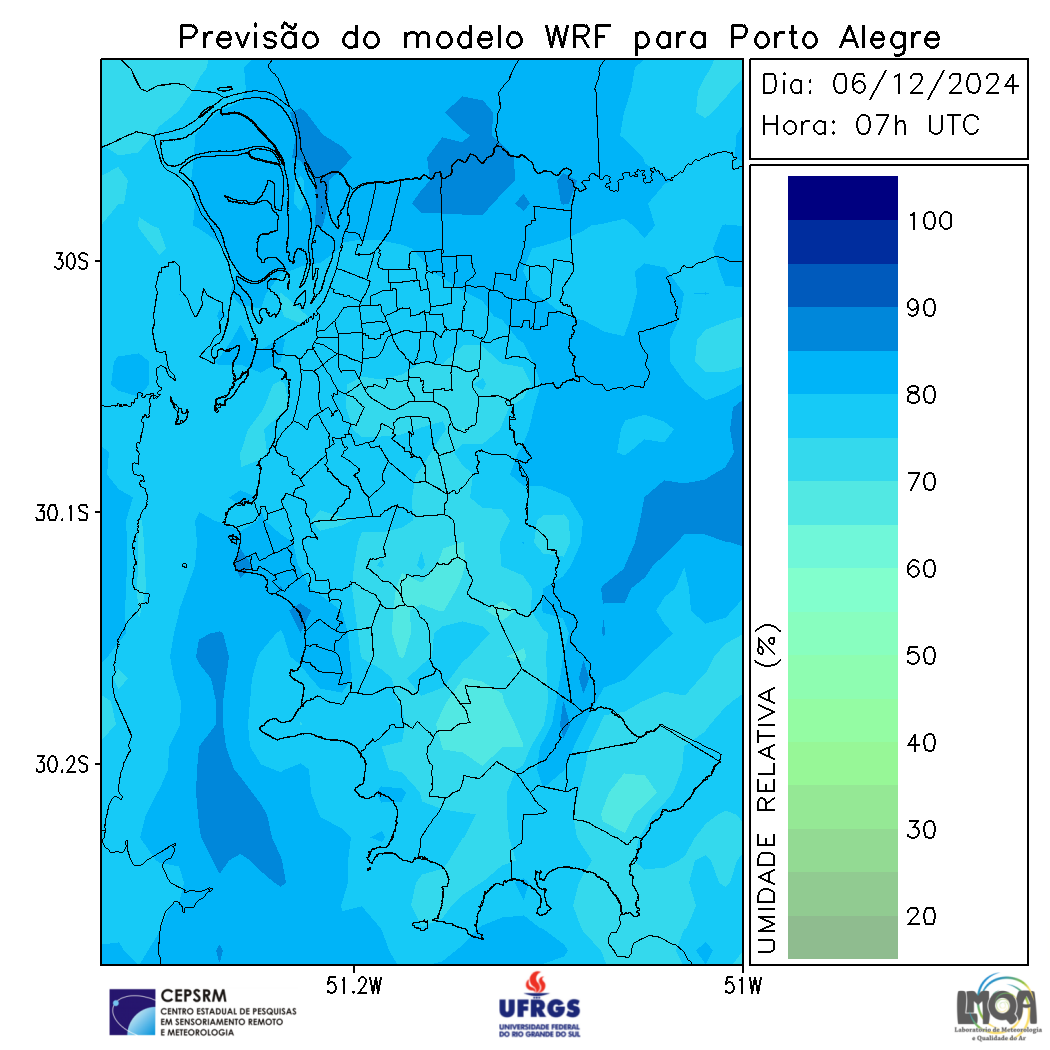 Previsão do modelo WRF para Porto Alegre
Dia: 06/12/2024
Hora: 07h UTC
30S
30.1S
30.2S
51.2W
51W
UMIDADE RELATIVA (%)
100
90
80
70
60
50
40
30
20
CEPSRM
CENTRO ESTADUAL DE PESQUISAS
EM SENSORIAMENTO REMOTO
E METEOROLOGIA
UFRGS
UNIVERSIDADE FEDERAL
DO RIO GRANDE DO SUL
LMQA
Laboratório de Meteorologia
e Qualidade do Ar